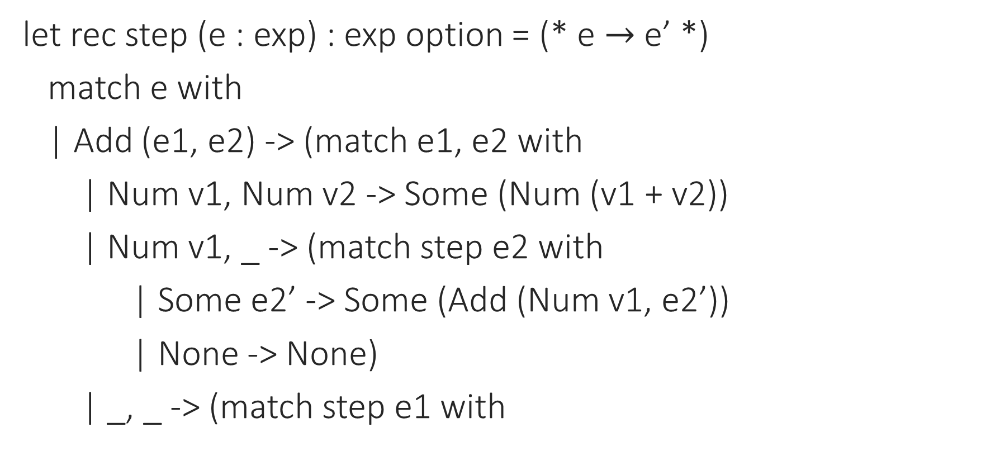 let rec step (e : exp) : exp option = (* e → e’ *)
match e with
| Add (e1, e2) -> (match e1, e2 with
| Num v1, Num v2 -> Some (Num (v1 + v2))
| Num v1, _ -> (match step e2 with
| Some e2’ -> Some (Add (Num v1, e2’))
| None -> None)
| _, _ -> (match step e1 with